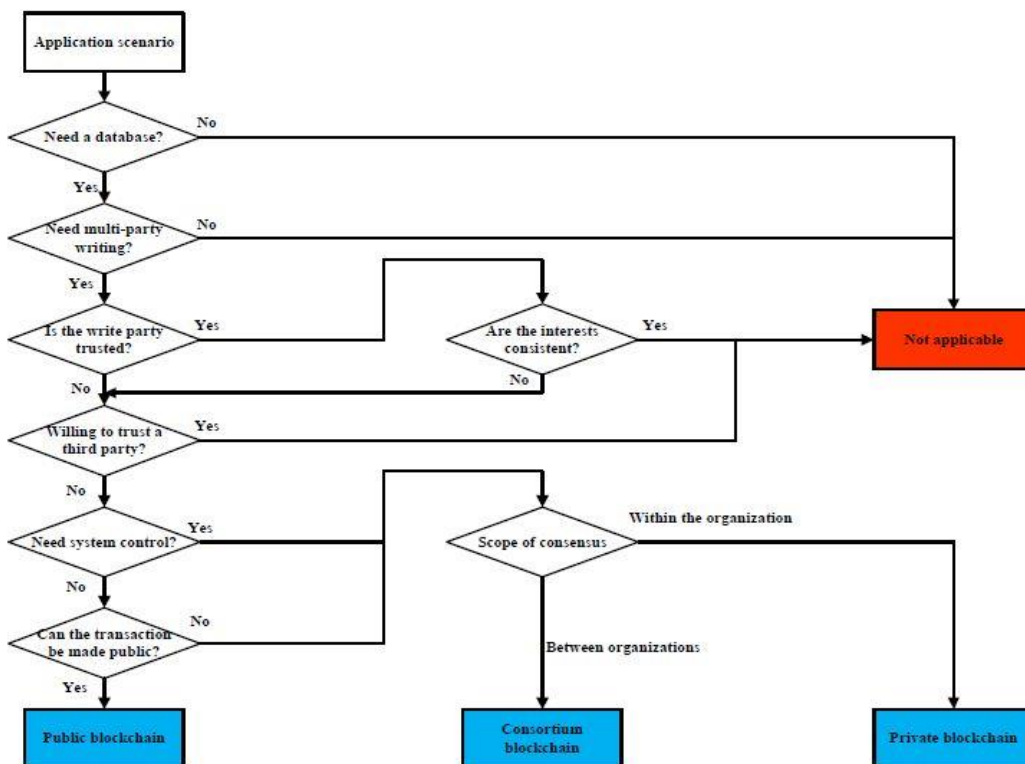 Application scenario
Need a database?
No
Yes
Need multi-party
writing?
No
Yes
Is the write party
trusted?
Yes
Are the interests
consistent?
Yes
Not applicable
No
No
Willing to trust a
third party?
Yes
No
Need system control?
Yes
Scope of consensus
Within the organization
No
Can the transaction
be made public?
No
Between organizations
Yes
Public blockchain
Consortium
blockchain
Private blockchain